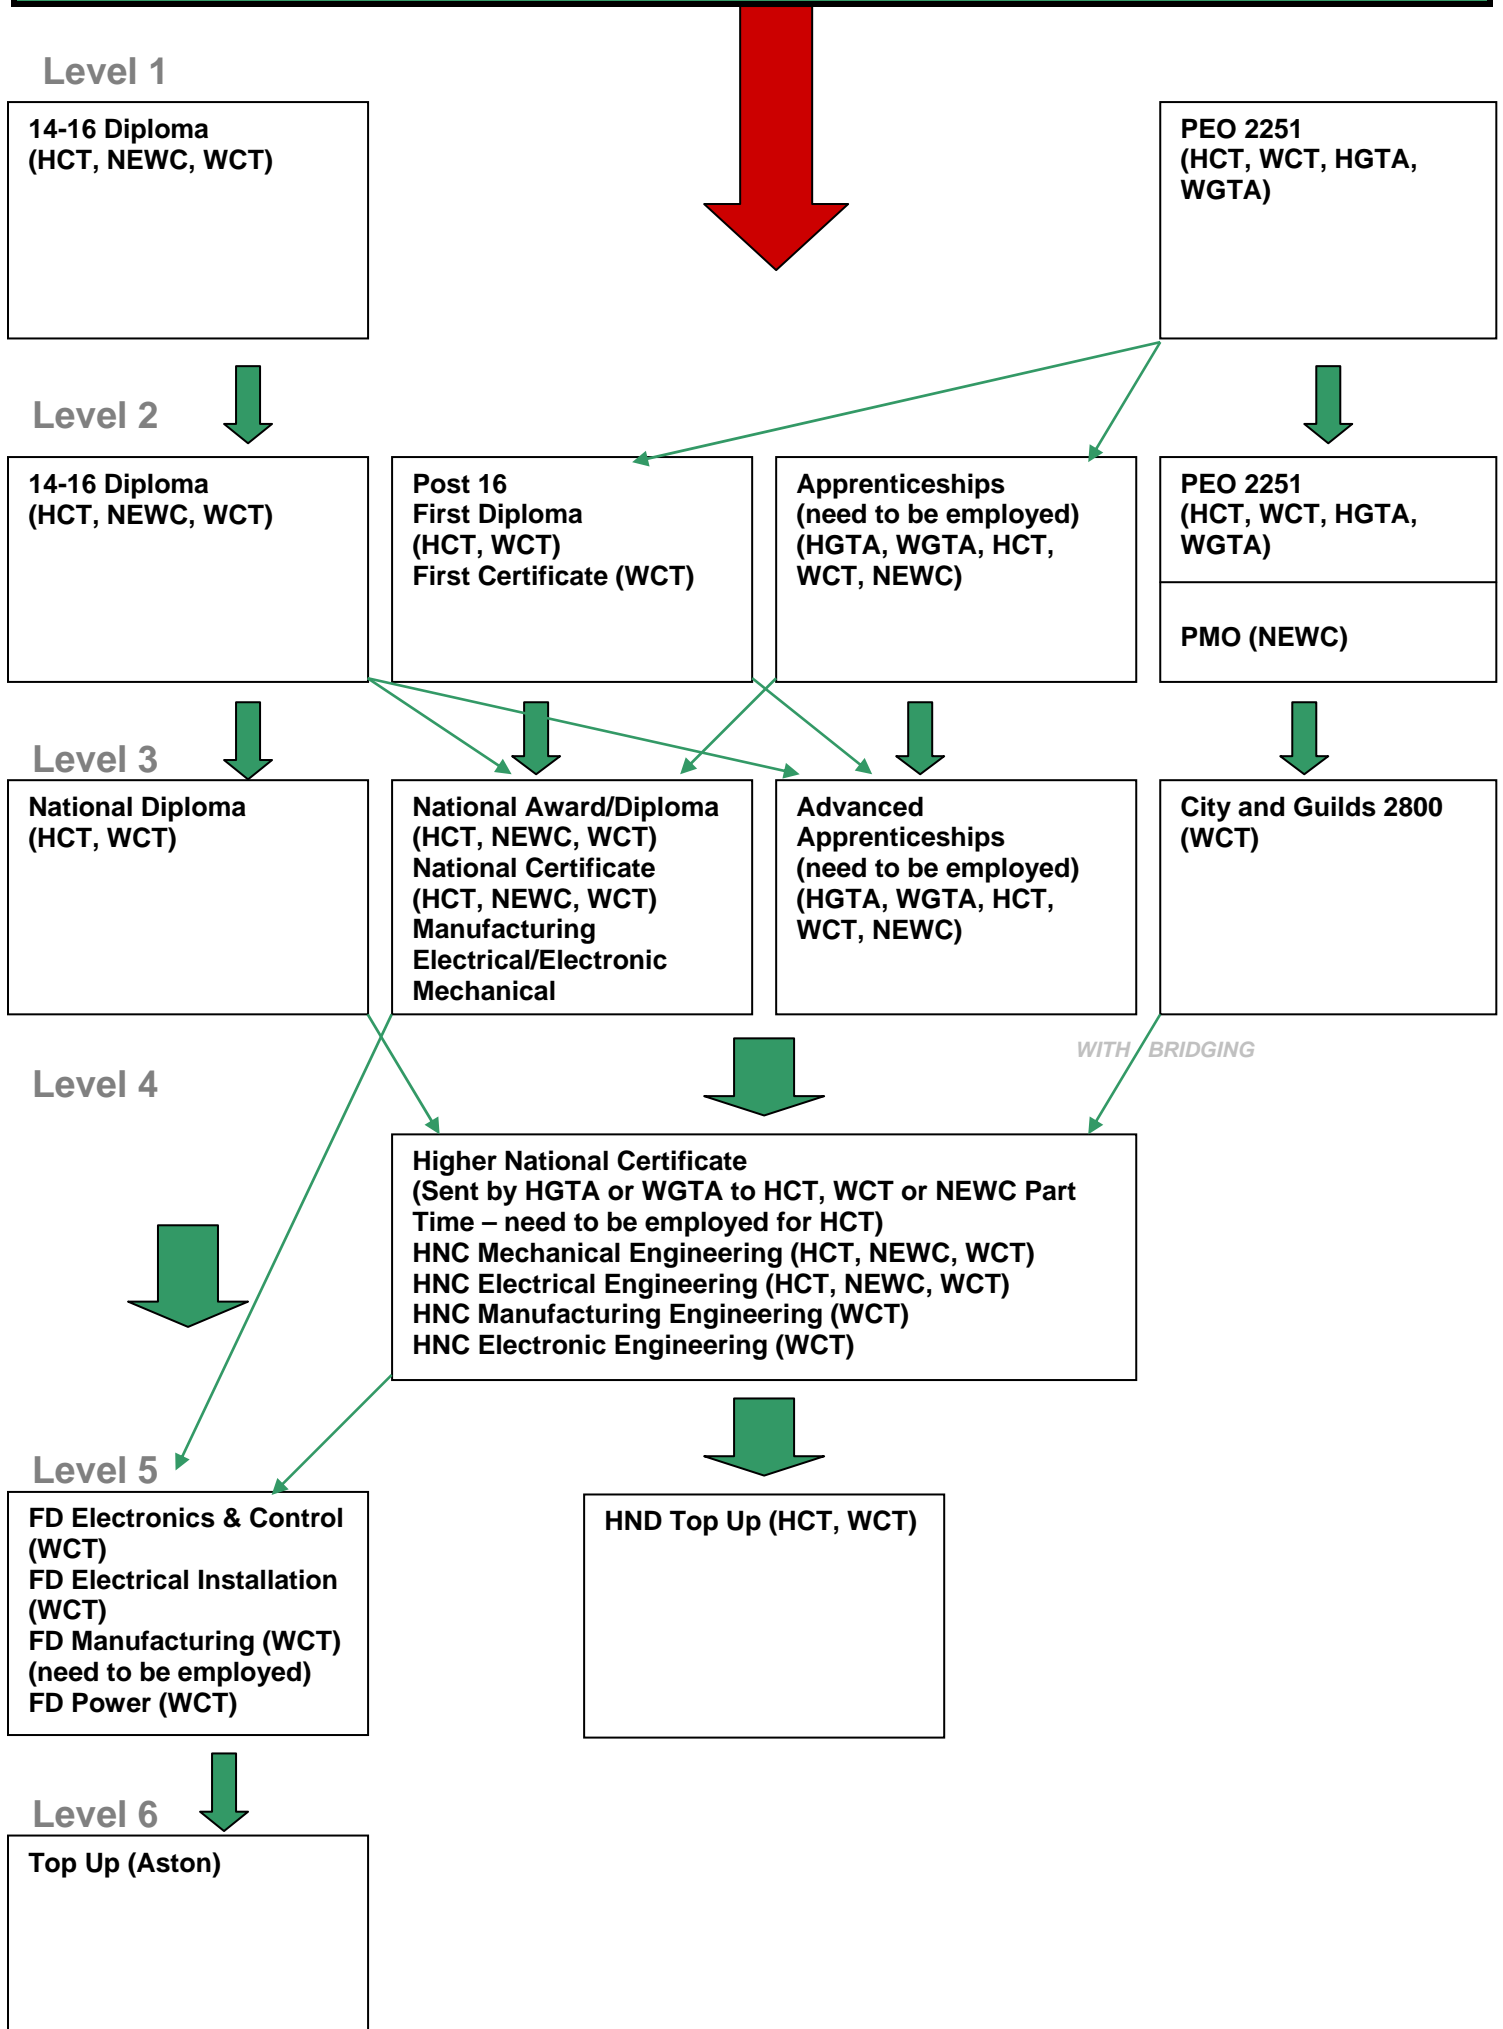 Level 1
14-16 Diploma
(HCT, NEWC, WCT)
PEO 2251
(HCT, WCT, HGTA,
WGTA)
Level 2
14-16 Diploma
(HCT, NEWC, WCT)
Post 16
First Diploma
(HCT, WCT)
First Certificate (WCT)
Apprenticeships
(need to be employed)
(HGTA, WGTA, HCT,
WCT, NEWC)
PEO 2251
(HCT, WCT, HGTA,
WGTA)
PMO (NEWC)
Level 3
National Diploma
(HCT, WCT)
National Award/Diploma
(HCT, NEWC, WCT)
National Certificate
(HCT, NEWC, WCT)
Manufacturing
Electrical/Electronic
Mechanical
Advanced
Apprenticeships
(need to be employed)
(HGTA, WGTA, HCT,
WCT, NEWC)
City and Guilds 2800
(WCT)
WITH BRIDGING
Level 4
Higher National Certificate
(Sent by HGTA or WGTA to HCT, WCT or NEWC Part
Time – need to be employed for HCT)
HNC Mechanical Engineering (HCT, NEWC, WCT)
HNC Electrical Engineering (HCT, NEWC, WCT)
HNC Manufacturing Engineering (WCT)
HNC Electronic Engineering (WCT)
Level 5
FD Electronics & Control
(WCT)
FD Electrical Installation
(WCT)
FD Manufacturing (WCT)
(need to be employed)
FD Power (WCT)
HND Top Up (HCT, WCT)
Level 6
Top Up (Aston)